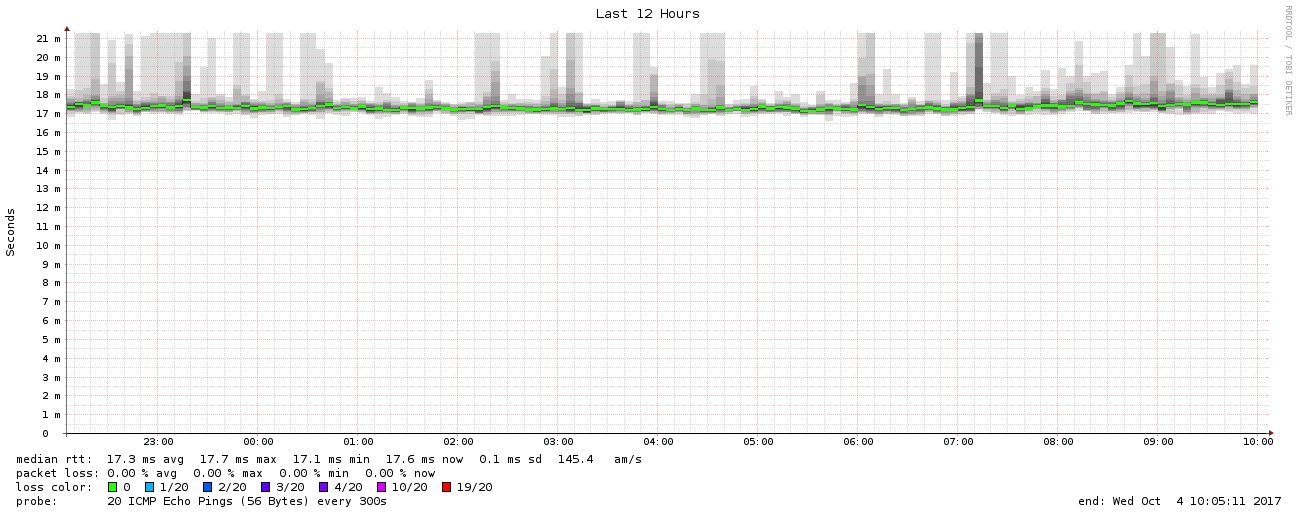 Last 12 Hours
RRDTOOL / TOBI OETIKER
Seconds
21 m
20 m
19 m
18 m
17 m
16 m
15 m
14 m
13 m
12 m
11 m
10 m
9 m
8 m
7 m
6 m
5 m
4 m
3 m
2 m
1 m
0
23:00 00:00 01:00 02:00 03:00 04:00 05:00 06:00 07:00 08:00 09:00 10:00
median rtt: 17.3 ms avg 17.7 ms max 17.1 ms min 17.6 ms now 0.1 ms sd 145.4 am/s
packet loss: 0.00 % avg 0.00 % max 0.00 % min 0.00 % now
loss color: 0 1/20 2/20 3/20 4/20 10/20 19/20
probe: 20 ICMP Echo Pings (56 Bytes) every 300s end: Wed Oct 4 10:05:11 2017